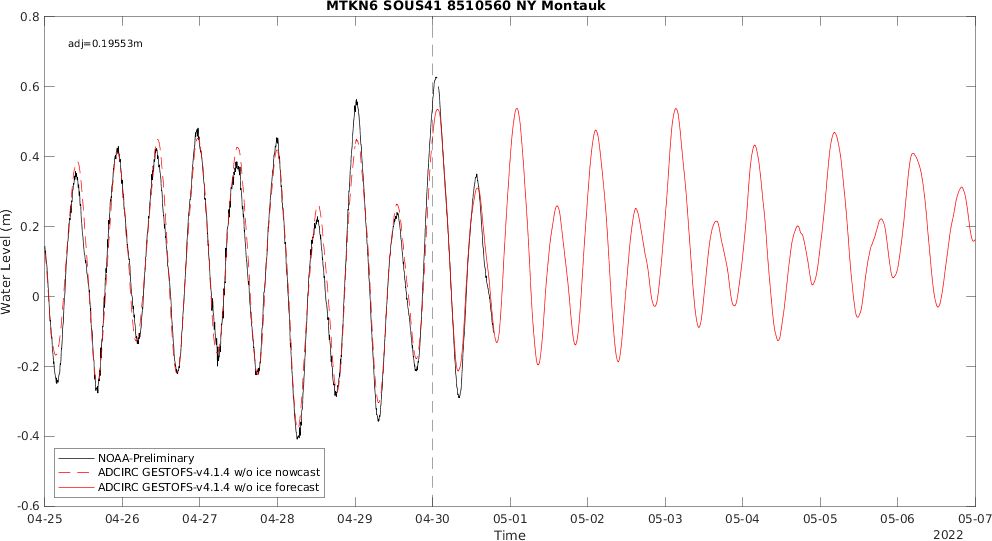 MTKN6 SOUS41 8510560 NY Montauk
adj=0.19553m
Water Level (m)
0.8
0.6
0.4
0.2
0
-0.2
-0.4
-0.6
NOAA-Preliminary
ADCIRC GESTOFS-v4.1.4 w/o ice nowcast
ADCIRC GESTOFS-v4.1.4 w/o ice forecast
04-25 04-26 04-27 04-28 04-29 04-30 05-01 05-02 05-03 05-04 05-05 05-06 05-07
Time
2022